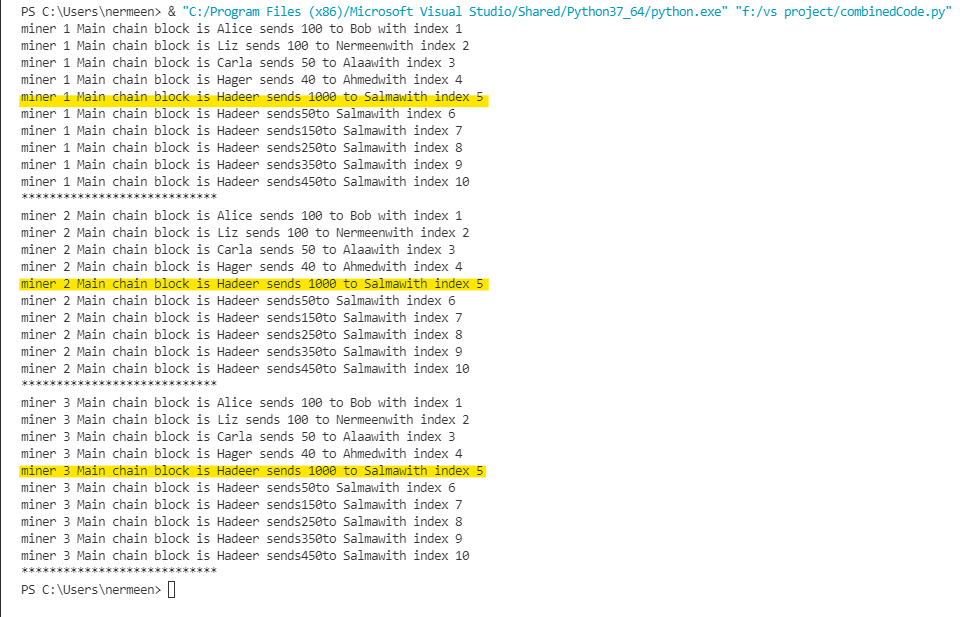 PS C:\Users\nermeen> & "C:/Program Files (x86)/Microsoft Visual Studio/Shared/Python37_64/python.exe" "f:/vs project/combinedCode.py"
miner 1 Main chain block is Alice sends 100 to Bob with index 1
miner 1 Main chain block is Liz sends 100 to Nermeenwith index 2
miner 1 Main chain block is Carla sends 50 to Alaawith index 3
miner 1 Main chain block is Hager sends 40 to Ahmedwith index 4
miner 1 Main chain block is Hadeer sends 1000 to Salmawith index 5
miner 1 Main chain block is Hadeer sends50to Salmawith index 6
miner 1 Main chain block is Hadeer sends150to Salmawith index 7
miner 1 Main chain block is Hadeer sends250to Salmawith index 8
miner 1 Main chain block is Hadeer sends350to Salmawith index 9
miner 1 Main chain block is Hadeer sends450to Salmawith index 10
****************************
miner 2 Main chain block is Alice sends 100 to Bob with index 1
miner 2 Main chain block is Liz sends 100 to Nermeenwith index 2
miner 2 Main chain block is Carla sends 50 to Alaawith index 3
miner 2 Main chain block is Hager sends 40 to Ahmedwith index 4
miner 2 Main chain block is Hadeer sends 1000 to Salmawith index 5
miner 2 Main chain block is Hadeer sends50to Salmawith index 6
miner 2 Main chain block is Hadeer sends150to Salmawith index 7
miner 2 Main chain block is Hadeer sends250to Salmawith index 8
miner 2 Main chain block is Hadeer sends350to Salmawith index 9
miner 2 Main chain block is Hadeer sends450to Salmawith index 10
****************************
miner 3 Main chain block is Alice sends 100 to Bob with index 1
miner 3 Main chain block is Liz sends 100 to Nermeenwith index 2
miner 3 Main chain block is Carla sends 50 to Alaawith index 3
miner 3 Main chain block is Hager sends 40 to Ahmedwith index 4
miner 3 Main chain block is Hadeer sends 1000 to Salmawith index 5
miner 3 Main chain block is Hadeer sends50to Salmawith index 6
miner 3 Main chain block is Hadeer sends150to Salmawith index 7
miner 3 Main chain block is Hadeer sends250to Salmawith index 8
miner 3 Main chain block is Hadeer sends350to Salmawith index 9
miner 3 Main chain block is Hadeer sends450to Salmawith index 10
****************************
PS C:\Users\nermeen>